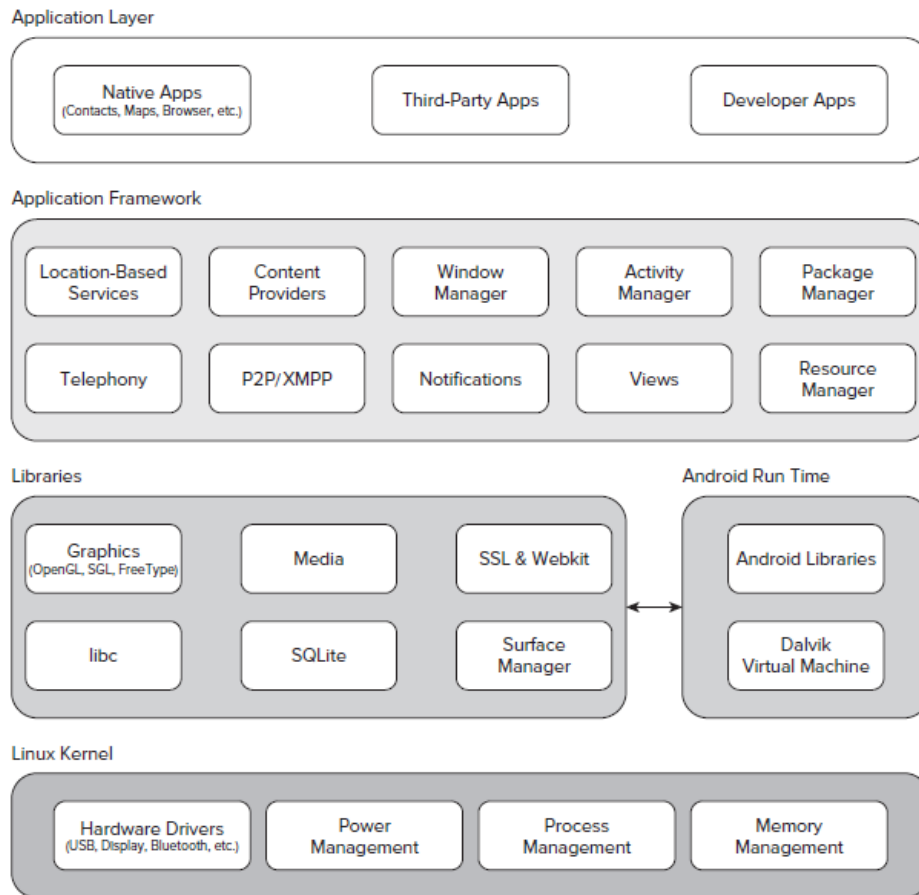 Application Layer
Native Apps
(Contacts, Maps, Browser, etc.)
Third-Party Apps
Developer Apps
Application Framework
Location-Based
Services
Content
Providers
Window
Manager
Activity
Manager
Package
Manager
Telephony
P2P/XMPP
Notifications
Views
Resource
Manager
Libraries
Graphics
(OpenGL, SGL, FreeType)
Media
SSL & Webkit
libc
SQLite
Surface
Manager
Android Run Time
Android Libraries
Dalvik
Virtual Machine
Linux Kernel
Hardware Drivers
(USB, Display, Bluetooth, etc.)
Power
Management
Process
Management
Memory
Management